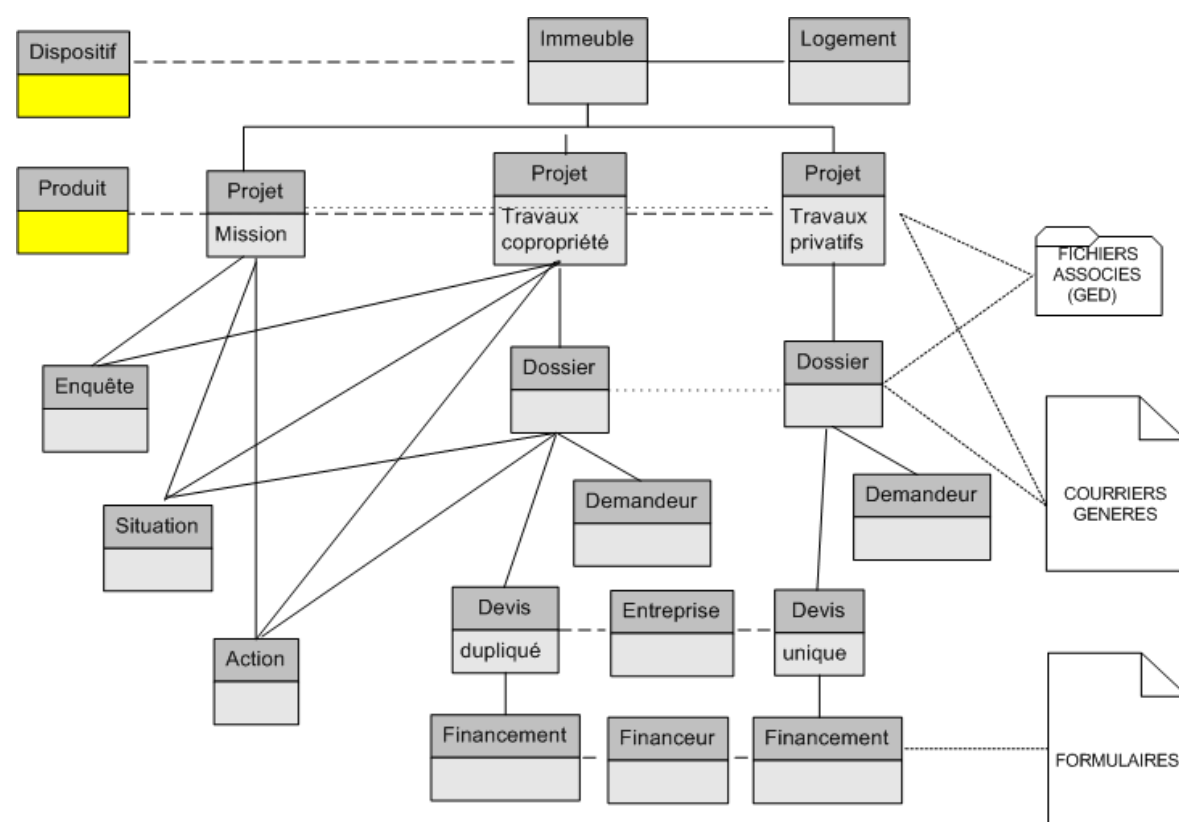 Dispositif
Immeuble
Logement
Produit
Projet
Mission
Projet
Travaux
copropriété
Projet
Travaux
privatifs
FICHIERS
ASSOCIES
(GED)
Enquête
Dossier
Dossier
Situation
Demandeur
Demandeur
COURRIERS
GENERES
Devis
dupliqué
Entreprise
Devis
unique
Action
Financement
Financeur
Financement
FORMULAIRES